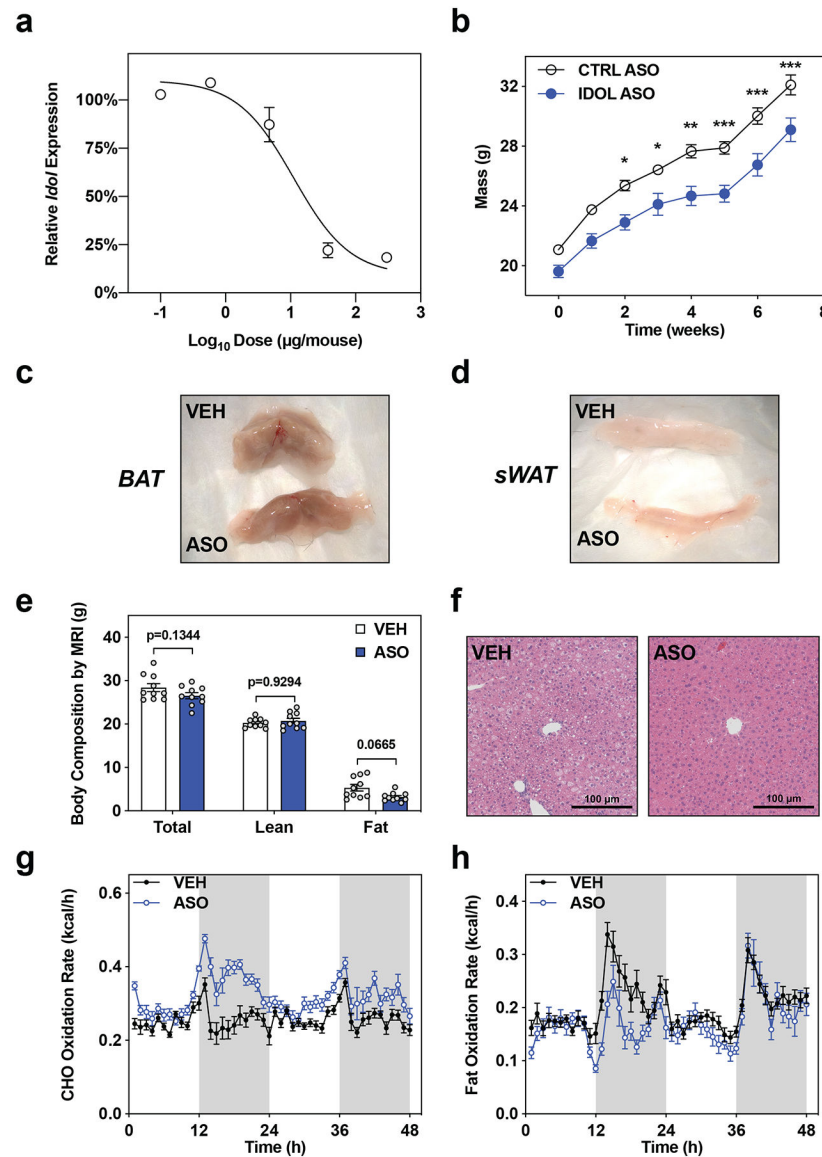 a
Relative Idol Expression
100%
75%
50%
25%
0%
-1 0 1 2 3
Log10 Dose (µg/mouse)
b
CTRL ASO
IDOL ASO
Mass (g)
32
28
24
20
* * ** *** *** ***
0 2 4 6 8
Time (weeks)
c
BAT
VEH
ASO
d
sWAT
VEH
ASO
e
Body Composition by MRI (g)
40
30
20
10
0
p=0.1344
p=0.9294
0.0665
VEH
ASO
Total Lean Fat
f
VEH
100 µm
ASO
100 µm
g
CHO Oxidation Rate (kcal/h)
0.6
0.4
0.2
0.0
VEH
ASO
0 12 24 36 48
Time (h)
h
Fat Oxidation Rate (kcal/h)
0.4
0.3
0.2
0.1
0.0
VEH
ASO
0 12 24 36 48
Time (h)